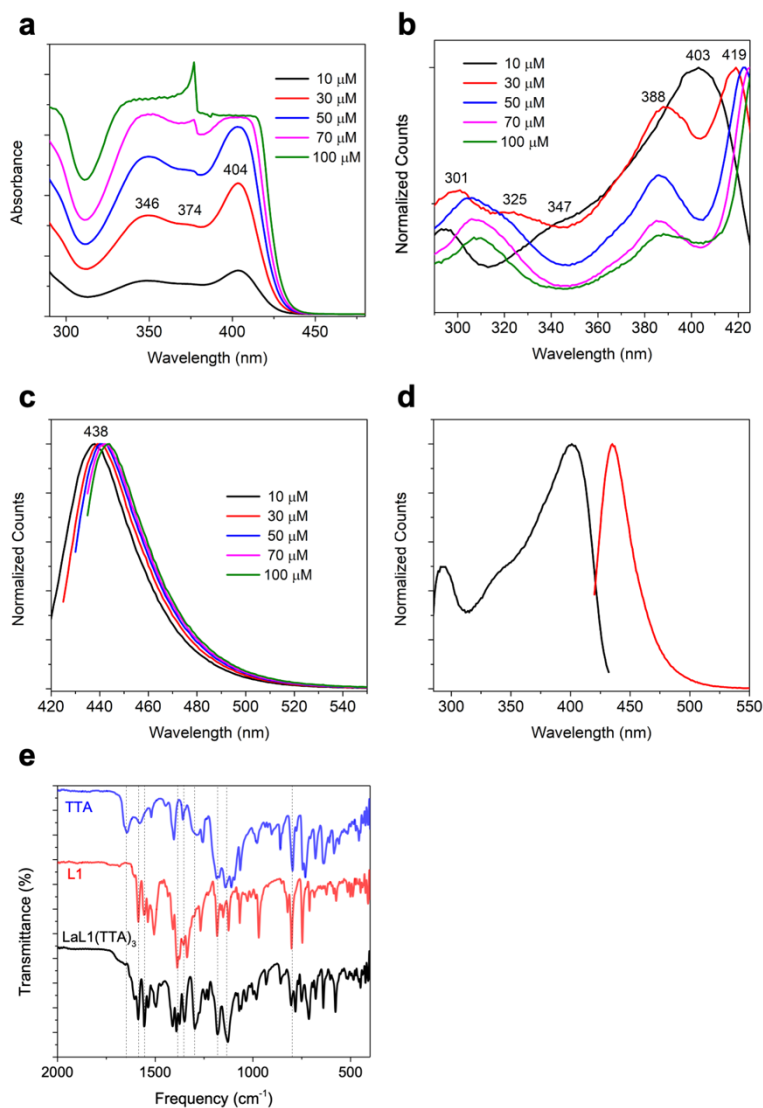 a
10 μM
30 μM
50 μM
70 μM
100 μM
346
374
404
Absorbance
300
350
400
450
Wavelength (nm)
b
10 μM
30 μM
50 μM
70 μM
100 μM
403
419
388
301
325
347
Normalized Counts
300
320
340
360
380
400
420
Wavelength (nm)
c
438
10 μM
30 μM
50 μM
70 μM
100 μM
Normalized Counts
420
440
460
480
500
520
540
Wavelength (nm)
d
Normalized Counts
300
350
400
450
500
550
Wavelength (nm)
e
TTA
L1
LaL1(TTA)₃
Transmittance (%)
2000
1500
1000
500
Frequency (cm⁻¹)